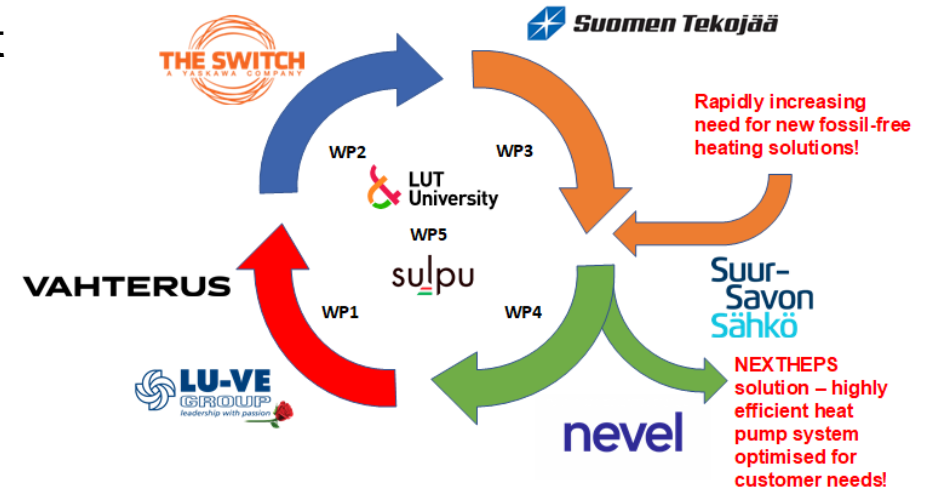 Suomen Tekojää
THE SWITCH
A YASKAWA COMPANY
Rapidly increasing
need for new fossil-free
heating solutions!
WP2
WP3
LUT
University
WP5
sulpu
VAHTERUS
WP1
WP4
Suur-
Savon
Sähkö
LU-VE
GROUP
leadership with passion
nevel
NEXTHEPS
solution – highly
efficient heat
pump system
optimised for
customer needs!